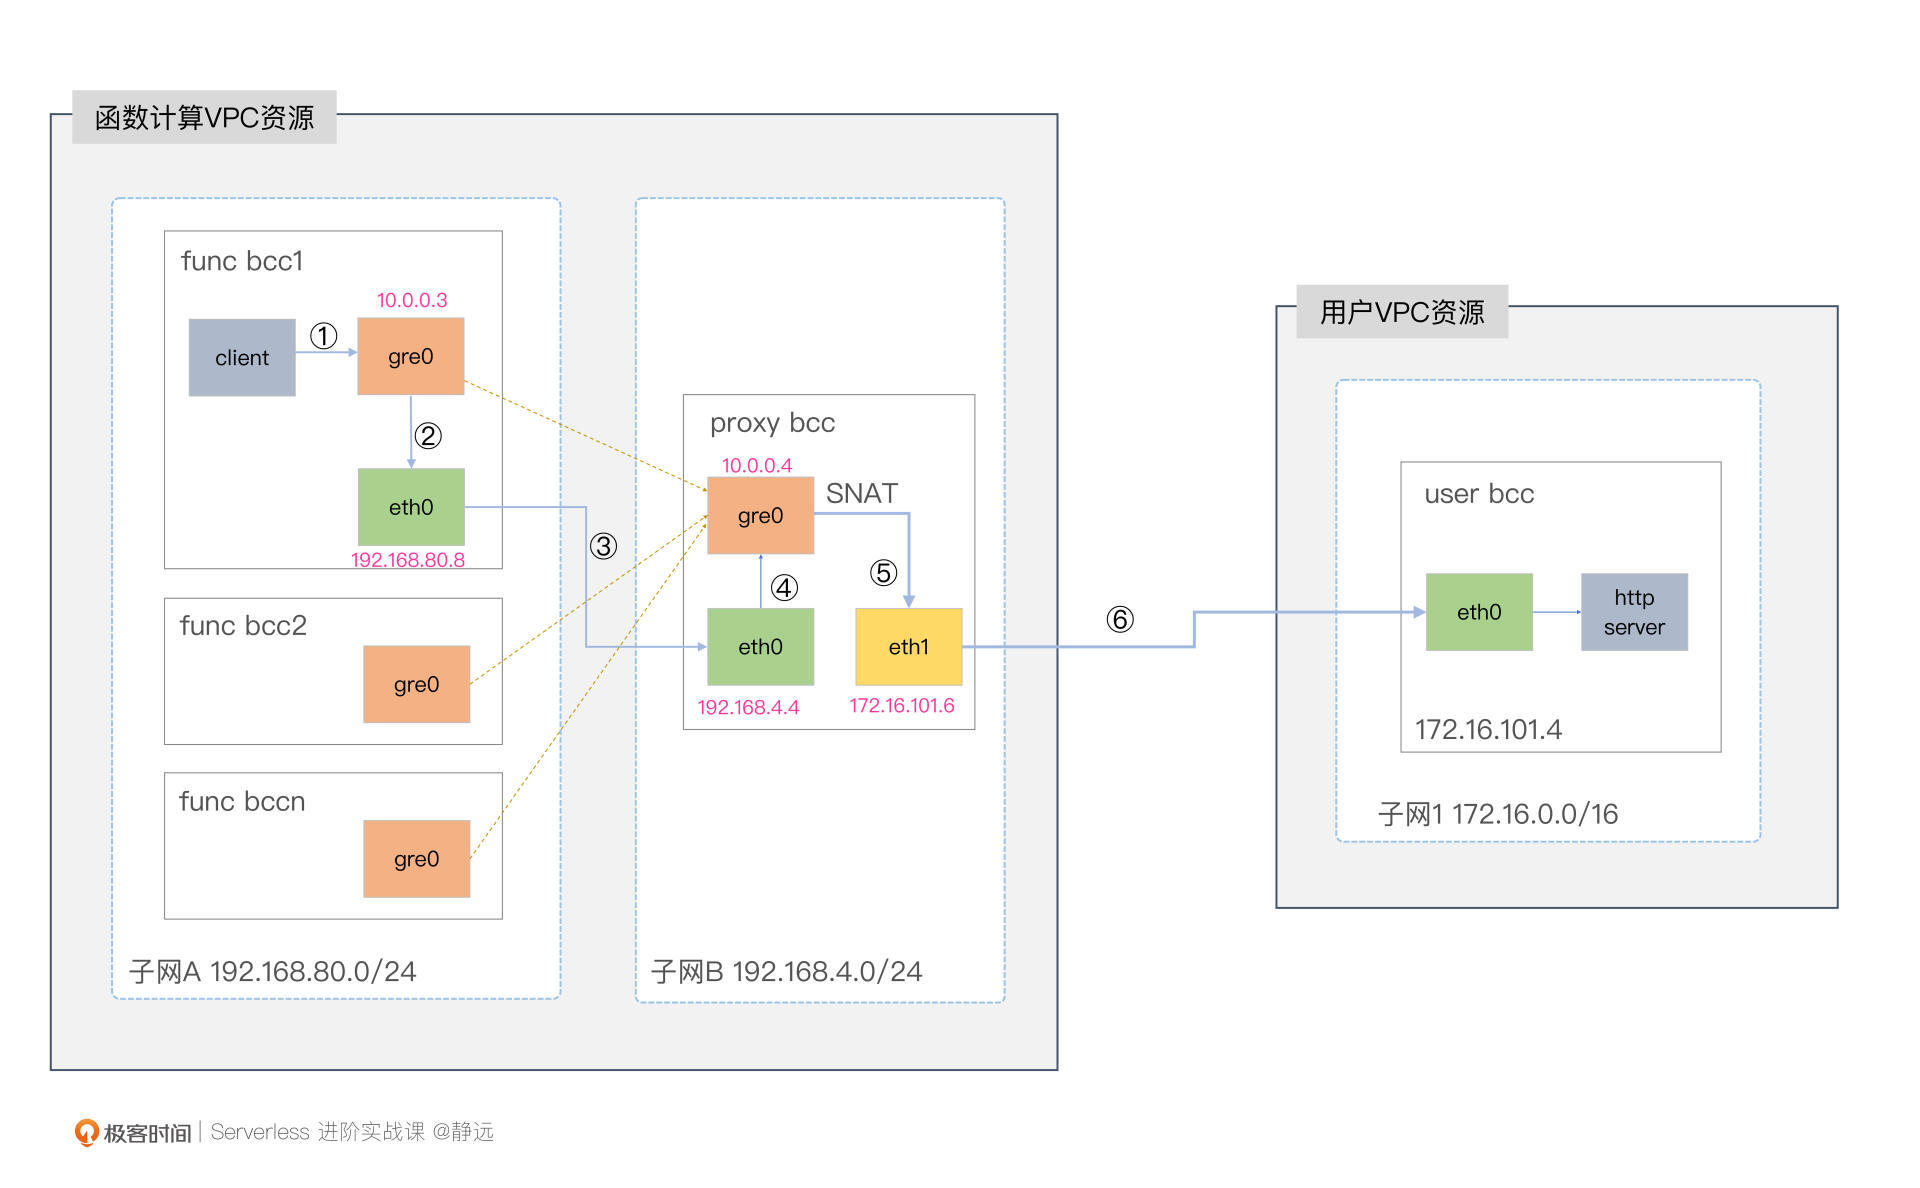 函数计算VPC资源
func bcc1
10.0.0.3
client
①
gre0
②
eth0
192.168.80.8
③
func bcc2
gre0
func bccn
gre0
子网A 192.168.80.0/24
proxy bcc
10.0.0.4
gre0
SNAT
④
⑤
eth0
eth1
192.168.4.4
172.16.101.6
子网B 192.168.4.0/24
⑥
用户VPC资源
user bcc
eth0
http
server
172.16.101.4
子网1 172.16.0.0/16
极客时间 | Serverless 进阶实战课 @静远